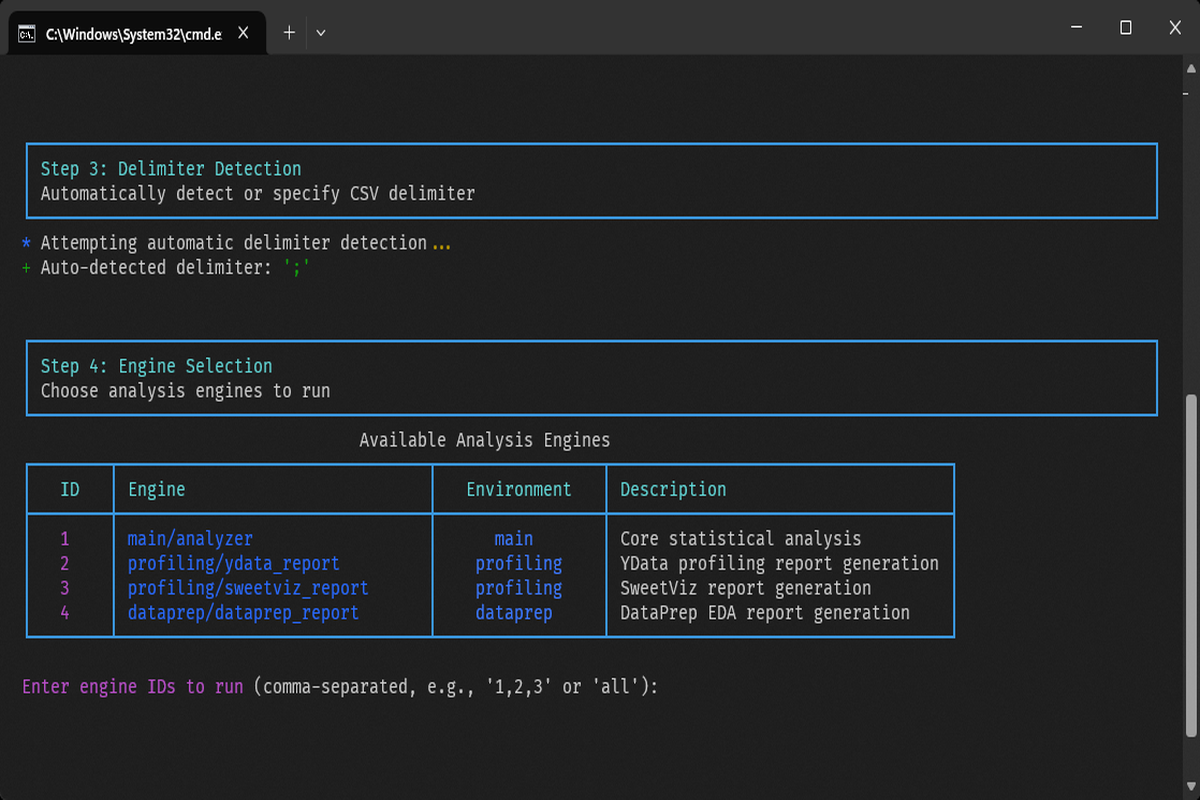 C:\Windows\System32\cmd.e
Step 3: Delimiter Detection
Automatically detect or specify CSV delimiter
* Attempting automatic delimiter detection...
+ Auto-detected delimiter: ';'
Step 4: Engine Selection
Choose analysis engines to run
Available Analysis Engines
ID Engine Environment Description
1 main/analyzer main Core statistical analysis
2 profiling/ydata_report profiling YData profiling report generation
3 profiling/sweetviz_report profiling SweetViz report generation
4 dataprep/dataprep_report dataprep DataPrep EDA report generation
Enter engine IDs to run (comma-separated, e.g., '1,2,3' or 'all'):